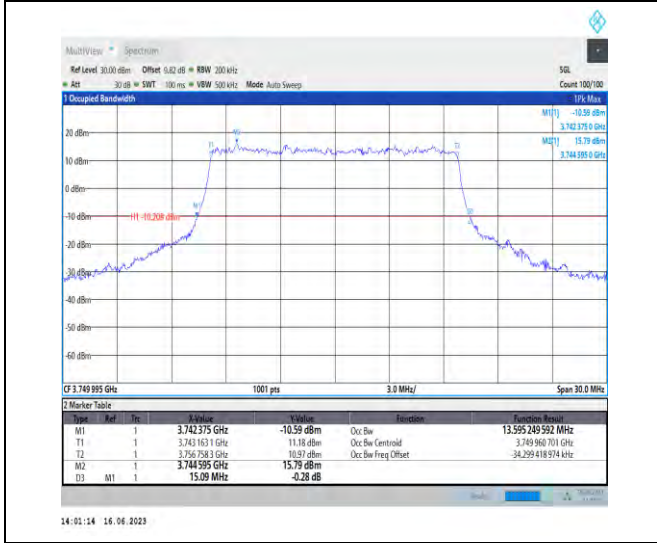 MultiView Spectrum
Ref Level 30.00 dBm Offset 9.82 dB RBW 200 kHz SGL
Att 30 dB SWT 100 ms VBW 500 kHz Mode Auto Sweep Count 100/100
1 Occupied Bandwidth 1Pk Max
M1[1] -10.59 dBm
3.742 375 0 GHz
M2[1] 15.79 dBm
3.744 595 0 GHz
20 dBm
M2
T1 T2
10 dBm
0 dBm
M1
-10 dBm H1 -10.208 dBm
-20 dBm
-30 dBm
-40 dBm
-50 dBm
-60 dBm
CF 3.749 995 GHz 1001 pts 3.0 MHz/ Span 30.0 MHz
2 Marker Table
Type Ref Trc X-Value Y-Value Function Function Result
M1 1 3.742 375 GHz -10.59 dBm Occ Bw 13.595 249 592 MHz
T1 1 3.743 163 1 GHz 11.18 dBm Occ Bw Centroid 3.749 960 701 GHz
T2 1 3.756 758 3 GHz 10.97 dBm Occ Bw Freq Offset -34.299 418 974 kHz
M2 1 3.744 595 GHz 15.79 dBm
D3 M1 1 15.09 MHz -0.28 dB
14:01:14 16.06.2023